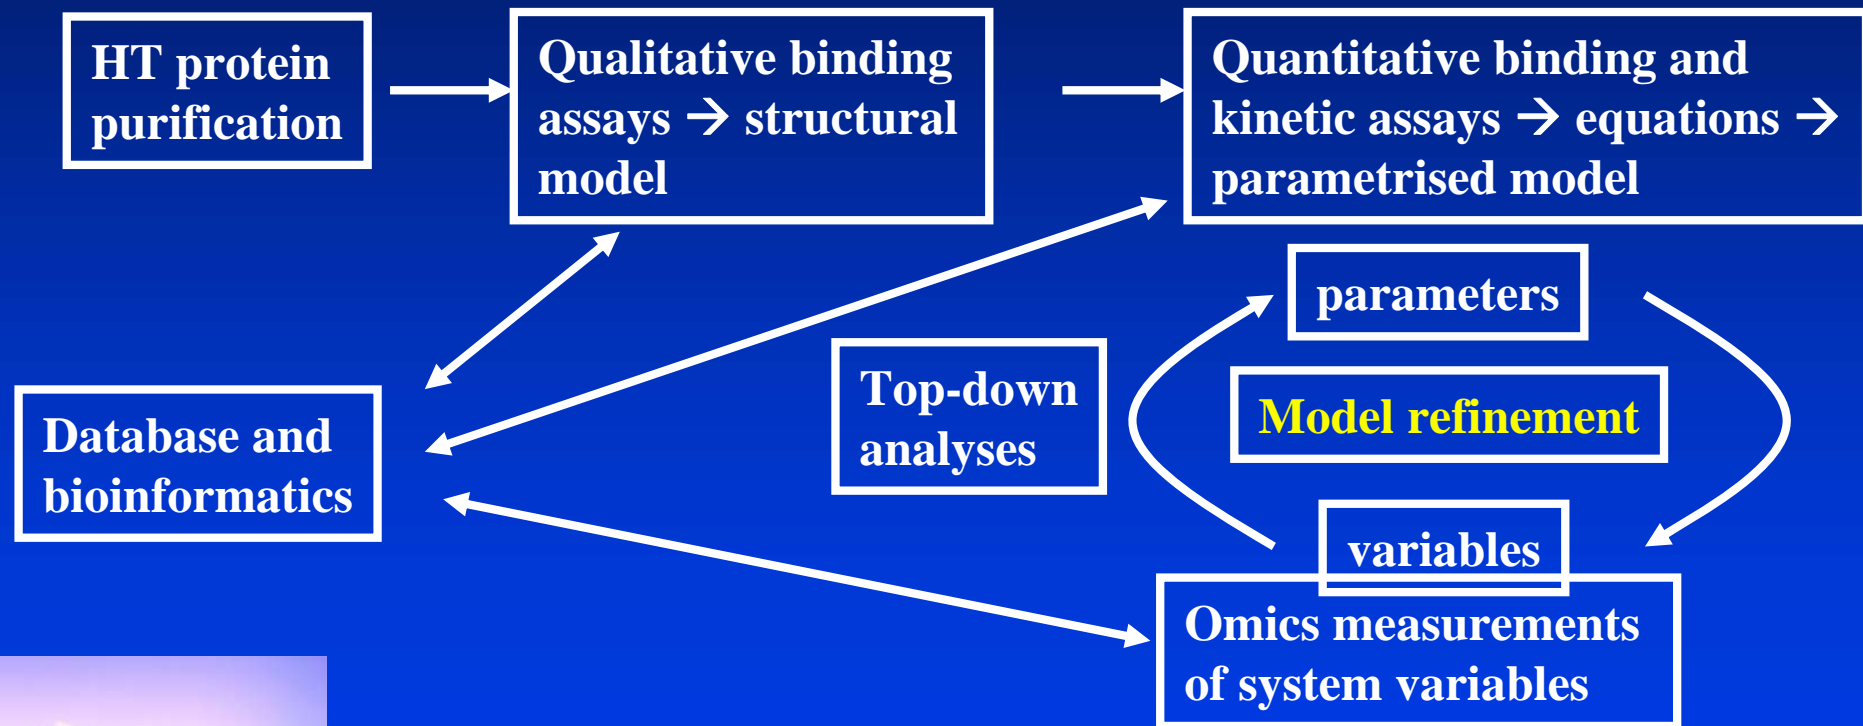 HT protein
purification
Qualitative binding
assays → structural
model
Quantitative binding and
kinetic assays → equations →
parametrised model
parameters
Top-down
analyses
Model refinement
Database and
bioinformatics
variables
Omics measurements
of system variables